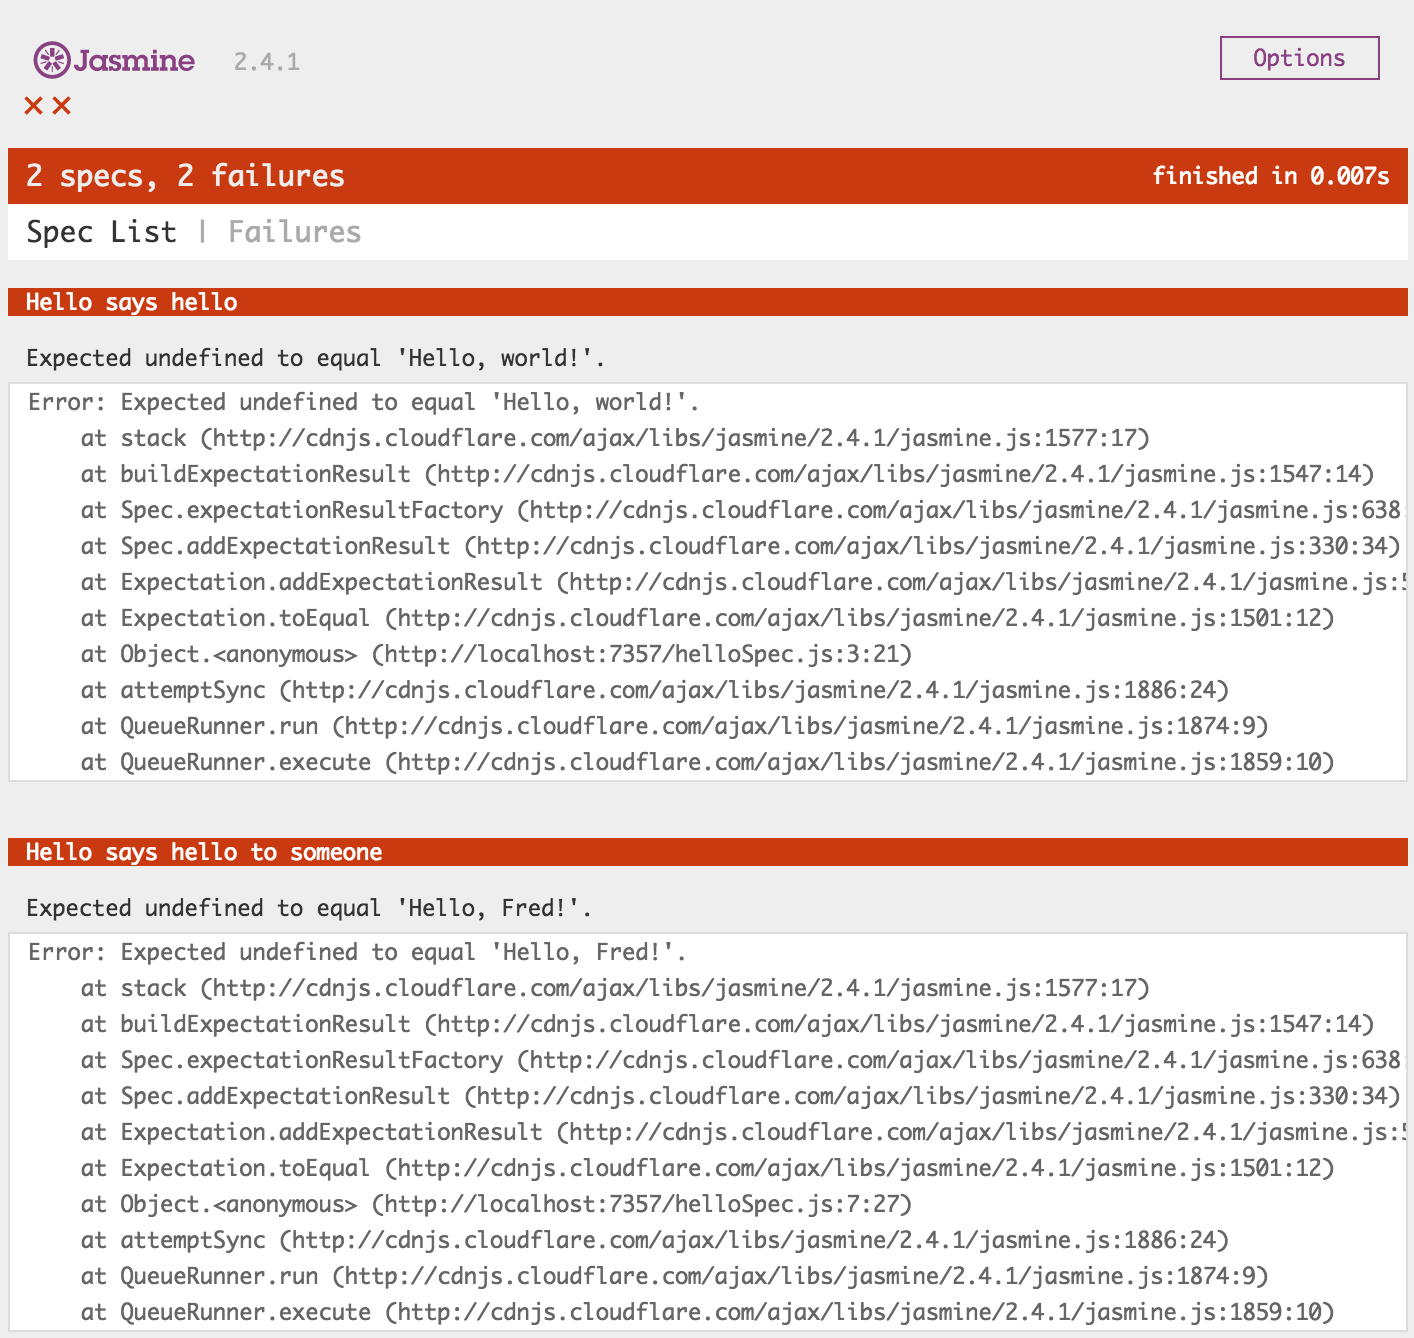 Jasmine 2.4.1 Options
××
2 specs, 2 failures finished in 0.007s
Spec List | Failures
Hello says hello
Expected undefined to equal 'Hello, world!'.
Error: Expected undefined to equal 'Hello, world!'.
at stack (http://cdnjs.cloudflare.com/ajax/libs/jasmine/2.4.1/jasmine.js:1577:17)
at buildExpectationResult (http://cdnjs.cloudflare.com/ajax/libs/jasmine/2.4.1/jasmine.js:1547:14)
at Spec.expectationResultFactory (http://cdnjs.cloudflare.com/ajax/libs/jasmine/2.4.1/jasmine.js:638:
at Spec.addExpectationResult (http://cdnjs.cloudflare.com/ajax/libs/jasmine/2.4.1/jasmine.js:330:34)
at Expectation.addExpectationResult (http://cdnjs.cloudflare.com/ajax/libs/jasmine/2.4.1/jasmine.js:
at Expectation.toEqual (http://cdnjs.cloudflare.com/ajax/libs/jasmine/2.4.1/jasmine.js:1501:12)
at Object.<anonymous> (http://localhost:7357/helloSpec.js:3:21)
at attemptSync (http://cdnjs.cloudflare.com/ajax/libs/jasmine/2.4.1/jasmine.js:1886:24)
at QueueRunner.run (http://cdnjs.cloudflare.com/ajax/libs/jasmine/2.4.1/jasmine.js:1874:9)
at QueueRunner.execute (http://cdnjs.cloudflare.com/ajax/libs/jasmine/2.4.1/jasmine.js:1859:10)
Hello says hello to someone
Expected undefined to equal 'Hello, Fred!'.
Error: Expected undefined to equal 'Hello, Fred!'.
at stack (http://cdnjs.cloudflare.com/ajax/libs/jasmine/2.4.1/jasmine.js:1577:17)
at buildExpectationResult (http://cdnjs.cloudflare.com/ajax/libs/jasmine/2.4.1/jasmine.js:1547:14)
at Spec.expectationResultFactory (http://cdnjs.cloudflare.com/ajax/libs/jasmine/2.4.1/jasmine.js:638:
at Spec.addExpectationResult (http://cdnjs.cloudflare.com/ajax/libs/jasmine/2.4.1/jasmine.js:330:34)
at Expectation.addExpectationResult (http://cdnjs.cloudflare.com/ajax/libs/jasmine/2.4.1/jasmine.js:
at Expectation.toEqual (http://cdnjs.cloudflare.com/ajax/libs/jasmine/2.4.1/jasmine.js:1501:12)
at Object.<anonymous> (http://localhost:7357/helloSpec.js:7:27)
at attemptSync (http://cdnjs.cloudflare.com/ajax/libs/jasmine/2.4.1/jasmine.js:1886:24)
at QueueRunner.run (http://cdnjs.cloudflare.com/ajax/libs/jasmine/2.4.1/jasmine.js:1874:9)
at QueueRunner.execute (http://cdnjs.cloudflare.com/ajax/libs/jasmine/2.4.1/jasmine.js:1859:10)